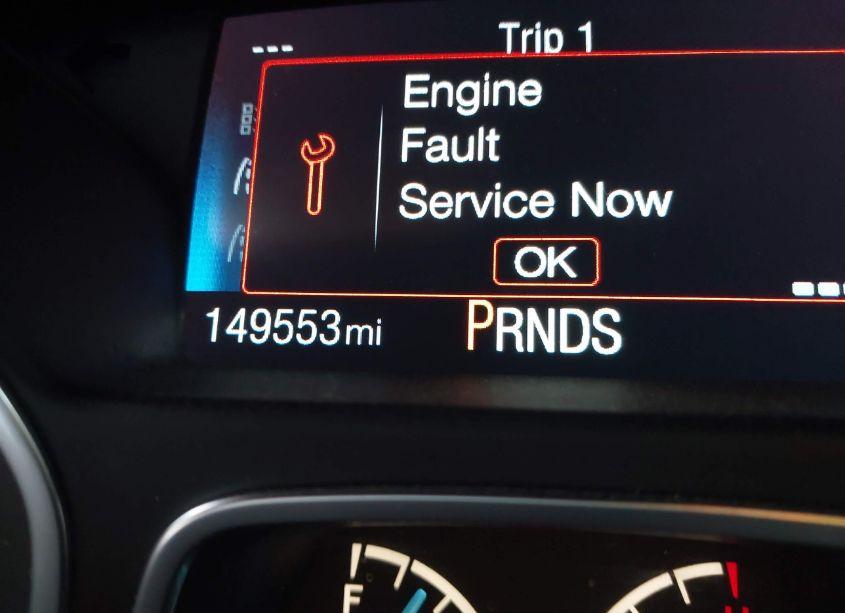 Trip 1
Engine
Fault
Service Now
OK
149553mi
PRNDS
F
H